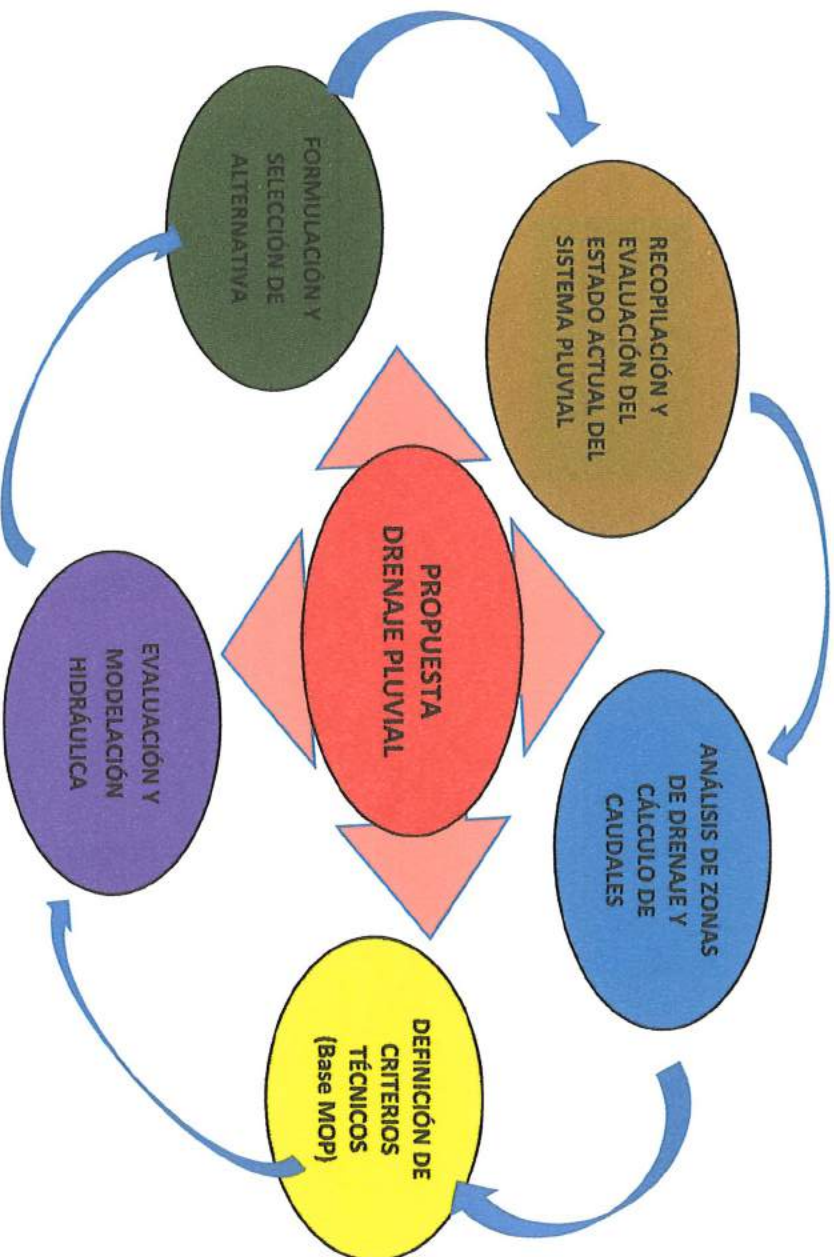 RECOPILACIÓN Y
EVALUACIÓN DEL
ESTADO ACTUAL DEL
SISTEMA PLUVIAL
ANÁLISIS DE ZONAS
DE DRENAJE Y
CÁLCULO DE
CAUDALES
DEFINICIÓN DE
CRITERIOS
TÉCNICOS
(Base MOP)
EVALUACIÓN Y
MODELACIÓN
HIDRÁULICA
FORMULACIÓN Y
SELECCIÓN DE
ALTERNATIVA
PROPUESTA
DRENAJE PLUVIAL